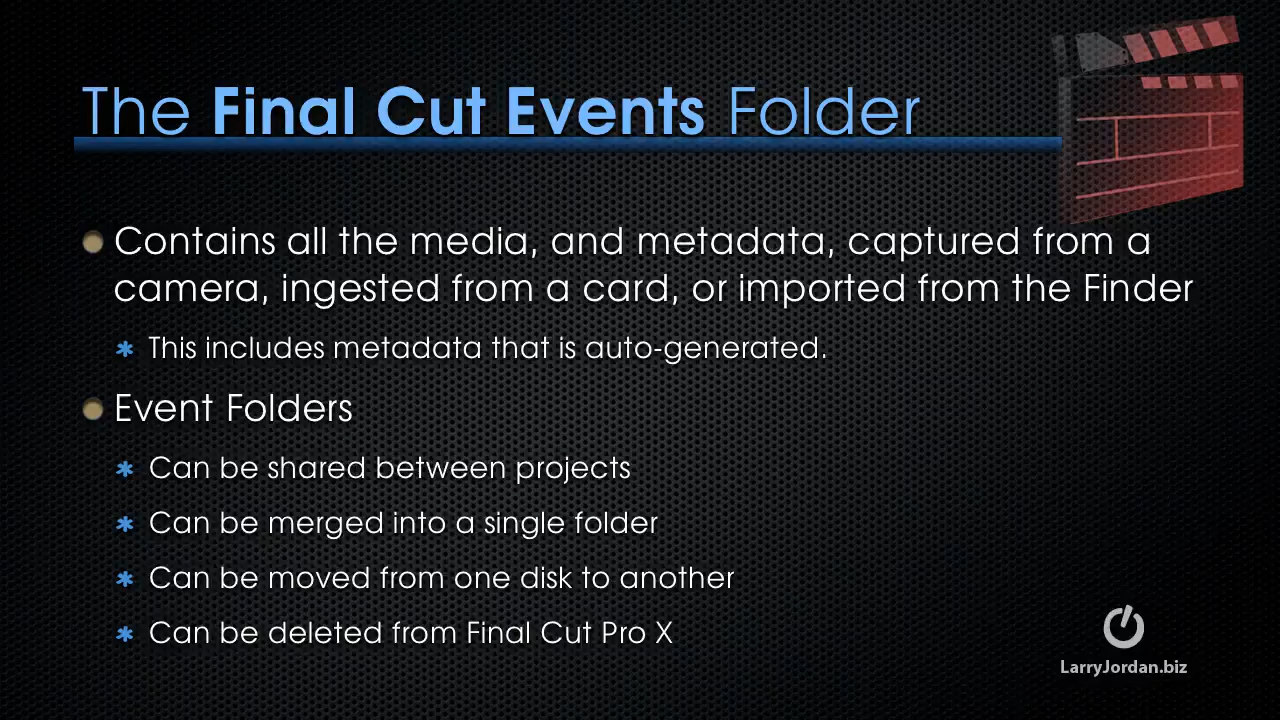 The Final Cut Events Folder
Contains all the media, and metadata, captured from a
camera, ingested from a card, or imported from the Finder
This includes metadata that is auto-generated.
Event Folders
Can be shared between projects
Can be merged into a single folder
Can be moved from one disk to another
Can be deleted from Final Cut Pro X
LarryJordan.biz